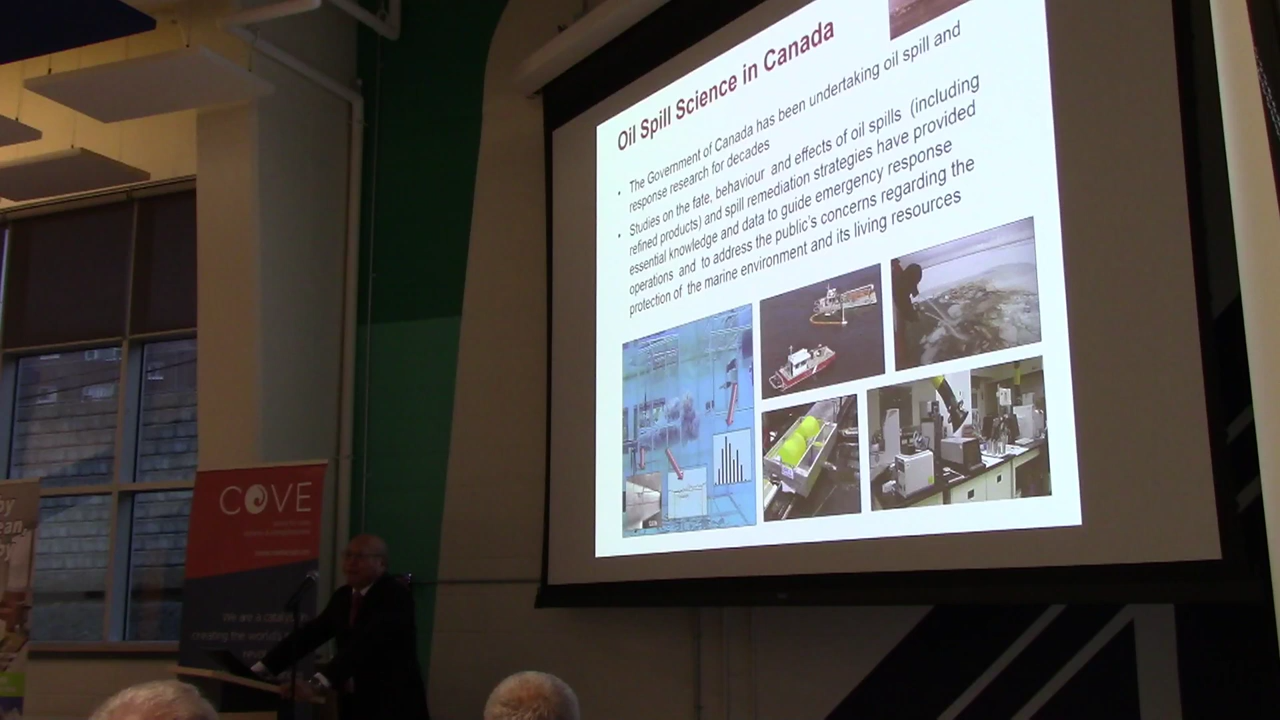 Oil Spill Science in Canada
• The Government of Canada has been undertaking oil spill and
response research for decades
• Studies on the fate, behaviour and effects of oil spills (including
refined products) and spill remediation strategies have provided
essential knowledge and data to guide emergency response
operations and to address the public's concerns regarding the
protection of the marine environment and its living resources
COVE
We are a
creating the world's